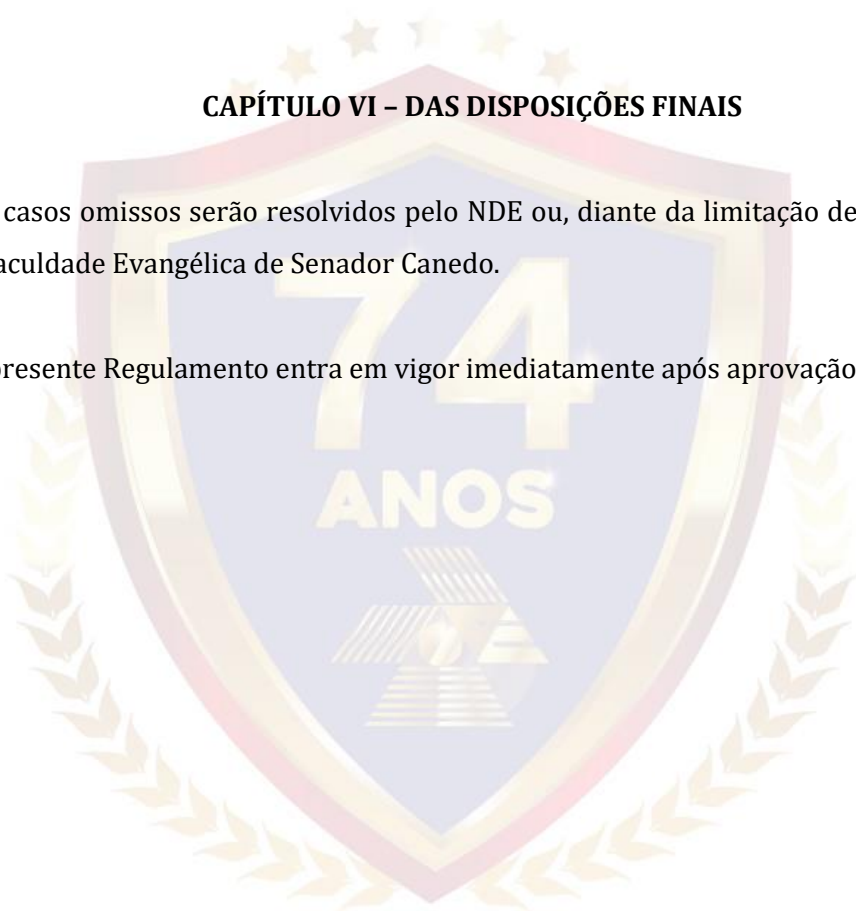 CAPÍTULO VI – DAS DISPOSIÇÕES FINAIS
casos omissos serão resolvidos pelo NDE ou, diante da limitação de
aculdade Evangélica de Senador Canedo.
presente Regulamento entra em vigor imediatamente após aprovação
74
ANOS